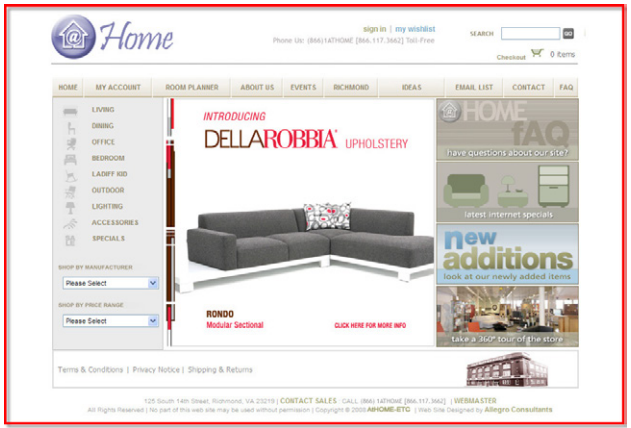 @ Home
sign in | my wishlist
Phone Us: (866)14THOME [866.117.3662] Toll-Free
SEARCH GO
Checkout 0 items
HOME MY ACCOUNT ROOM PLANNER ABOUT US EVENTS RICHMOND IDEAS EMAIL LIST CONTACT FAQ
LIVING
DINING
OFFICE
BEDROOM
LADIFF KID
OUTDOOR
LIGHTING
ACCESSORIES
SPECIALS
SHOP BY MANUFACTURER
Please Select
SHOP BY PRICE RANGE
Please Select
INTRODUCING
DELLAROBBIA UPHOLSTERY
RONDO
Modular Sectional
CLICK HERE FOR MORE INFO
@HOME
fAQ
have questions about our site?
latest internet specials
new
additions
look at our newly added items
take a 360° tour of the store
Terms & Conditions | Privacy Notice | Shipping & Returns
125 South 14th Street, Richmond, VA 23219 | CONTACT SALES CALL (866) 14THOME [866.117.3662] | WEBMASTER
All Rights Reserved | No part of this web site may be used without permission | Copyright © 2008 AtHOME-ETG | Web Site Designed by Allegro Consultants